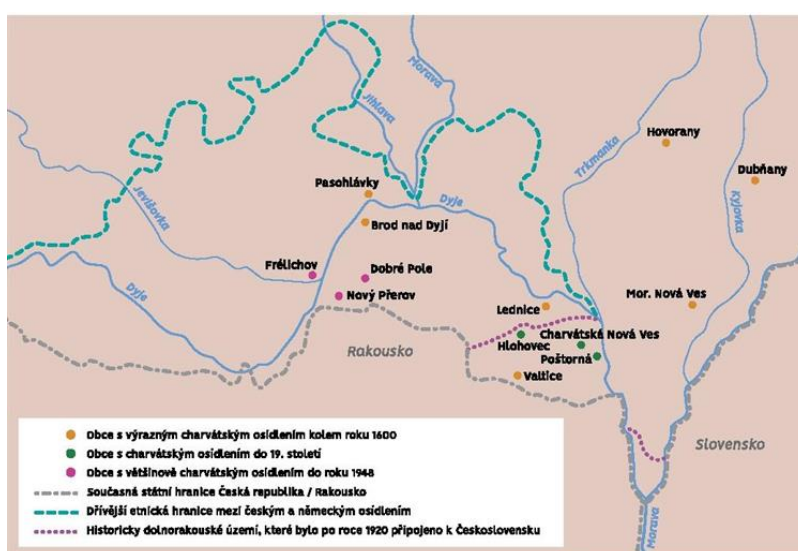 Morava
Jihlava
Hovorany
Trkmanka
Dubňany
Pasohlávky
Kyjovka
Jevišovka
Dyje
Brod nad Dyjí
Frélichov
Dobré Pole
Dyje
Nový Přerov
Lednice
Mor. Nová Ves
Charvátská Nová Ves
Hlohovec
Rakousko
Poštorná
Valtice
Slovensko
Obce s výrazným charvátským osídlením kolem roku 1600
Obce s charvátským osídlením do 19. století
Obce s většinově charvátským osídlením do roku 1948
Současná státní hranice Česká republika / Rakousko
Dřívější etnická hranice mezi českým a německým osídlením
Historicky dolnorakouské území, které bylo po roce 1920 připojeno k Československu
Morava